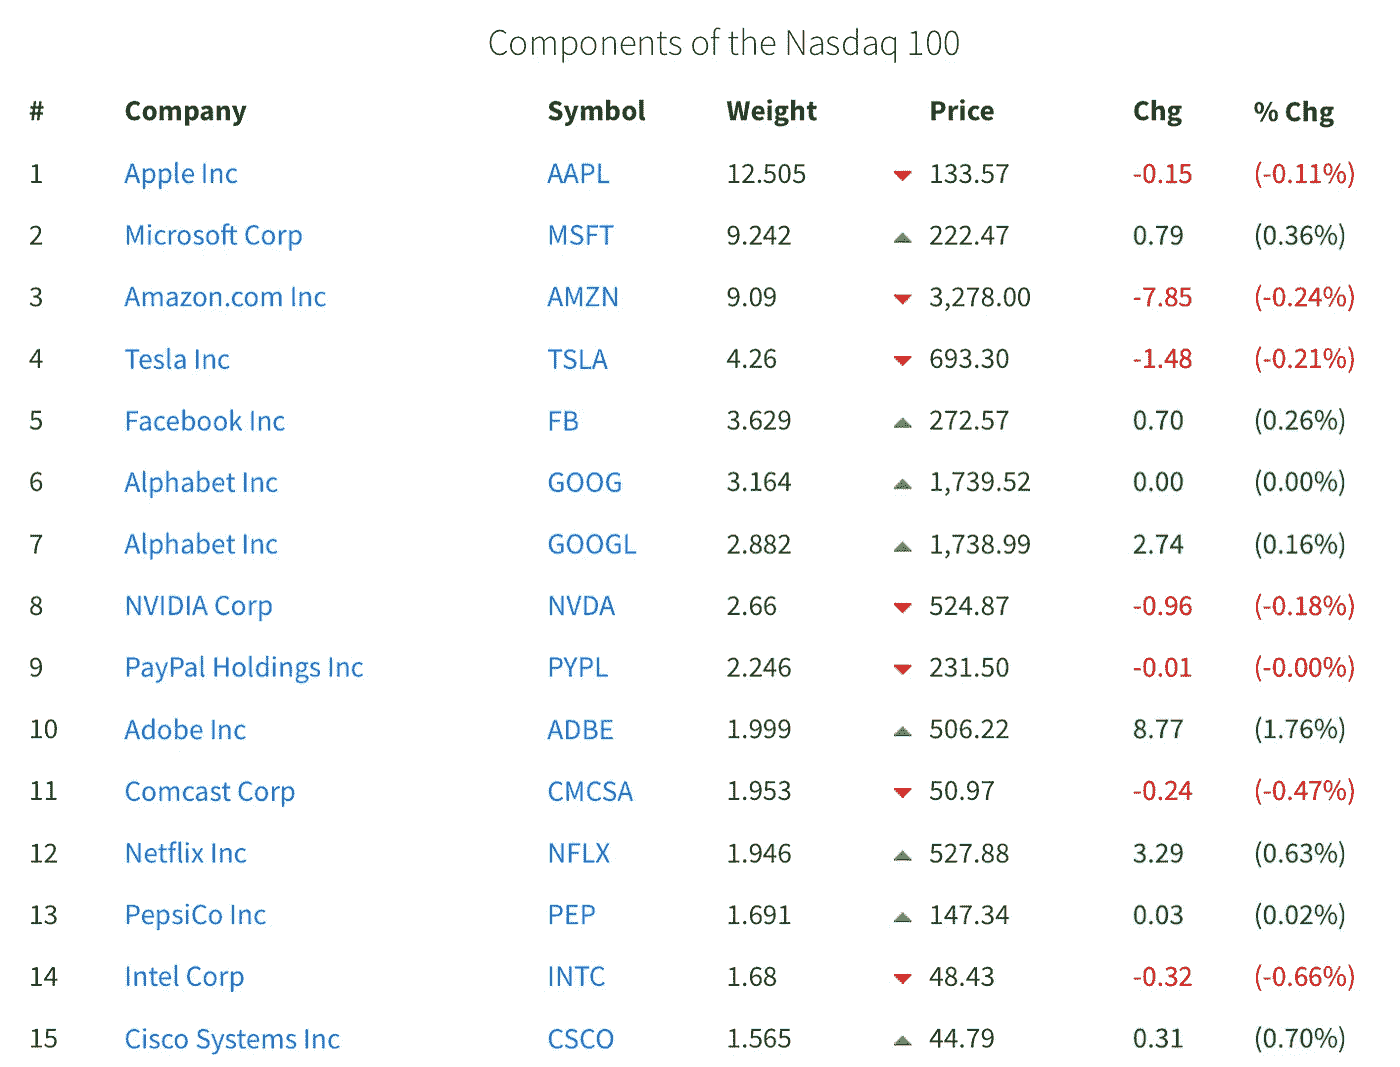 Components of the Nasdaq 100
# Company Symbol Weight Price Chg % Chg
1 Apple Inc AAPL 12.505 133.57 -0.15 (-0.11%)
2 Microsoft Corp MSFT 9.242 222.47 0.79 (0.36%)
3 Amazon.com Inc AMZN 9.09 3,278.00 -7.85 (-0.24%)
4 Tesla Inc TSLA 4.26 693.30 -1.48 (-0.21%)
5 Facebook Inc FB 3.629 272.57 0.70 (0.26%)
6 Alphabet Inc GOOG 3.164 1,739.52 0.00 (0.00%)
7 Alphabet Inc GOOGL 2.882 1,738.99 2.74 (0.16%)
8 NVIDIA Corp NVDA 2.66 524.87 -0.96 (-0.18%)
9 PayPal Holdings Inc PYPL 2.246 231.50 -0.01 (-0.00%)
10 Adobe Inc ADBE 1.999 506.22 8.77 (1.76%)
11 Comcast Corp CMCSA 1.953 50.97 -0.24 (-0.47%)
12 Netflix Inc NFLX 1.946 527.88 3.29 (0.63%)
13 PepsiCo Inc PEP 1.691 147.34 0.03 (0.02%)
14 Intel Corp INTC 1.68 48.43 -0.32 (-0.66%)
15 Cisco Systems Inc CSCO 1.565 44.79 0.31 (0.70%)